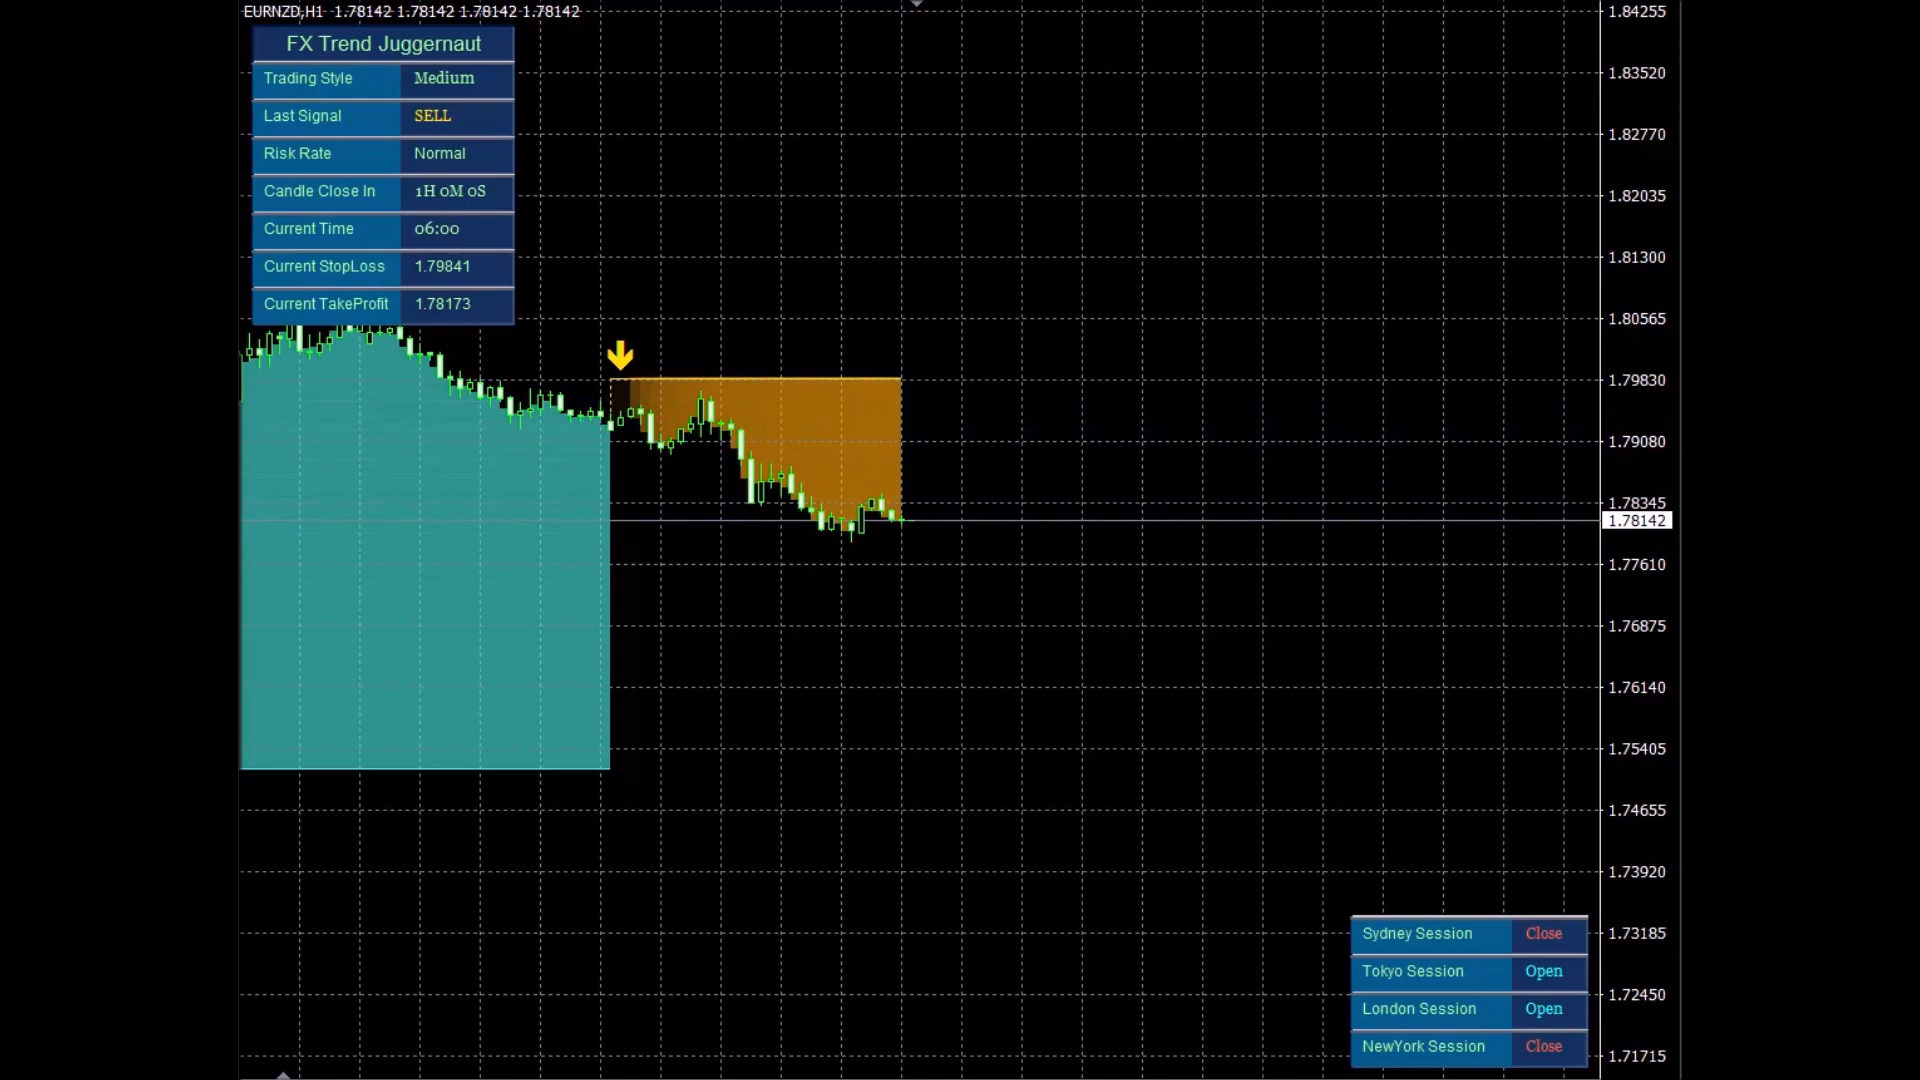 EURNZD,H1 1.78142 1.78142 1.78142 1.78142
FX Trend Juggernaut
Trading Style Medium
Last Signal SELL
Risk Rate Normal
Candle Close In 1H 0M 0S
Current Time 06:00
Current StopLoss 1.79841
Current TakeProfit 1.78173
1.84255
1.83520
1.82770
1.82035
1.81300
1.80565
1.79830
1.79080
1.78345
1.78142
1.77610
1.76875
1.76140
1.75405
1.74655
1.73920
1.73185
1.72450
1.71715
Sydney Session Close
Tokyo Session Open
London Session Open
NewYork Session Close